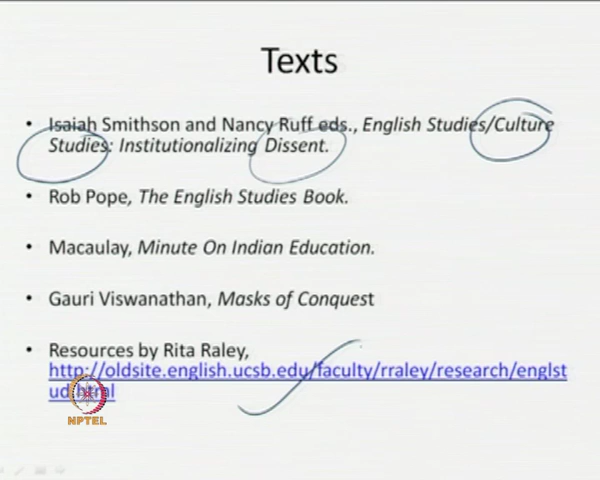 Texts
• Isaiah Smithson and Nancy Ruff eds., English Studies/Culture
Studies: Institutionalizing Dissent.
• Rob Pope, The English Studies Book.
• Macaulay, Minute On Indian Education.
• Gauri Viswanathan, Masks of Conquest
• Resources by Rita Raley,
http://oldsite.english.ucsb.edu/faculty/rraley/research/englst
ud.html
NPTEL